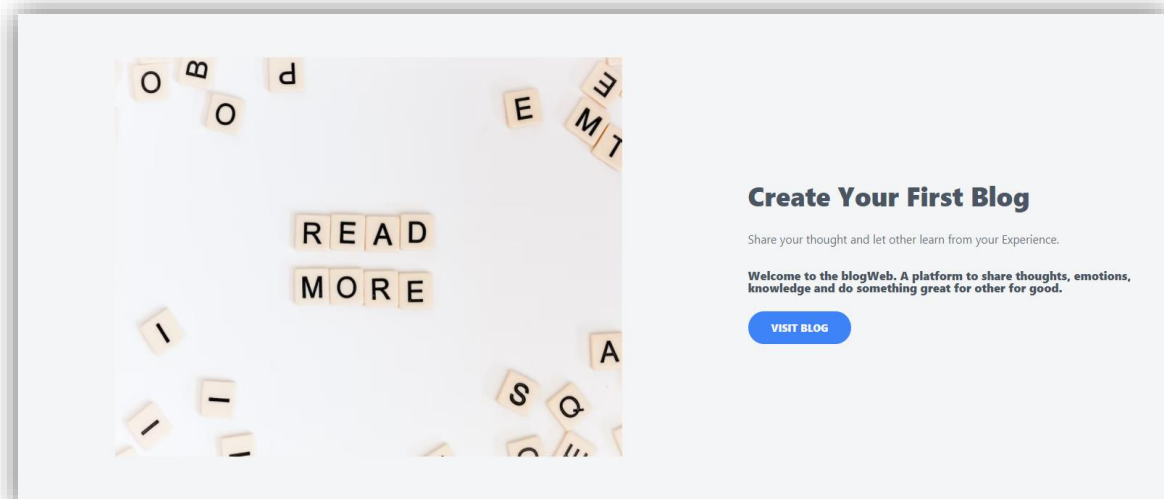 O B O P E E M T
READ
MORE
I I I I A S Q E
Create Your First Blog
Share your thought and let other learn from your Experience.
Welcome to the blogWeb. A platform to share thoughts, emotions,
knowledge and do something great for other for good.
VISIT BLOG